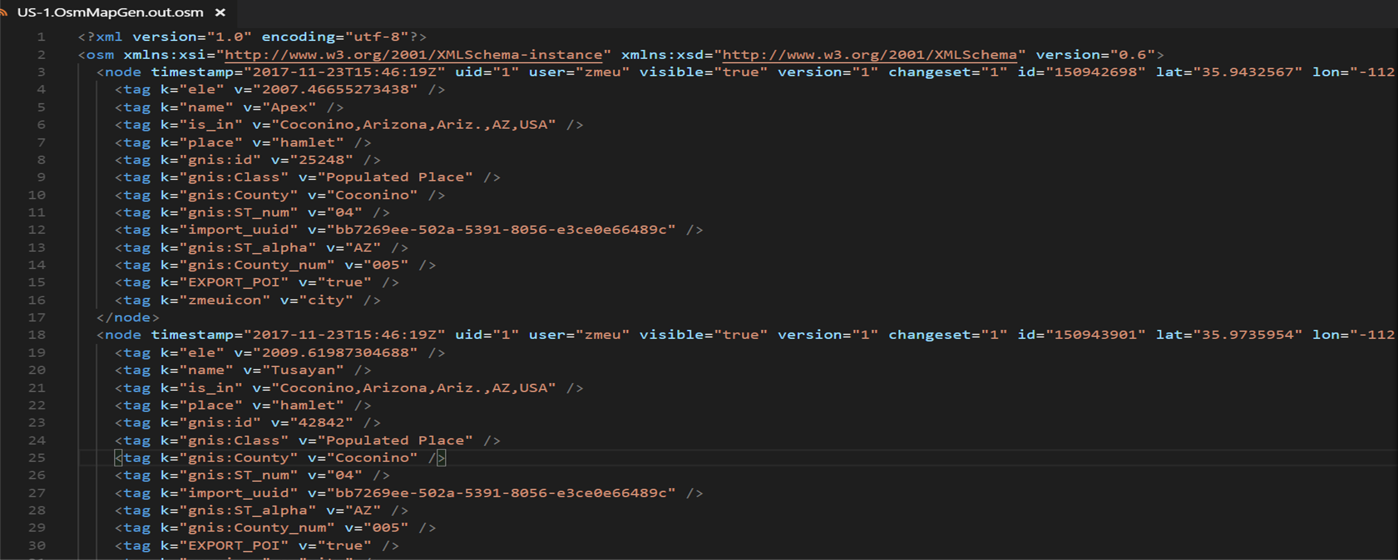 US-1.OsmMapGen.out.osm ×
1 <?xml version="1.0" encoding="utf-8"?>
2 <osm xmlns:xsi="http://www.w3.org/2001/XMLSchema-instance" xmlns:xsd="http://www.w3.org/2001/XMLSchema" version="0.6">
3 <node timestamp="2017-11-23T15:46:19Z" uid="1" user="zmeu" visible="true" version="1" changeset="1" id="150942698" lat="35.9432567" lon="-112
4 <tag k="ele" v="2007.46655273438" />
5 <tag k="name" v="Apex" />
6 <tag k="is_in" v="Coconino,Arizona,Ariz.,AZ,USA" />
7 <tag k="place" v="hamlet" />
8 <tag k="gnis:id" v="25248" />
9 <tag k="gnis:Class" v="Populated Place" />
10 <tag k="gnis:County" v="Coconino" />
11 <tag k="gnis:ST_num" v="04" />
12 <tag k="import_uuid" v="bb7269ee-502a-5391-8056-e3ce0e66489c" />
13 <tag k="gnis:ST_alpha" v="AZ" />
14 <tag k="gnis:County_num" v="005" />
15 <tag k="EXPORT_POI" v="true" />
16 <tag k="zmeuicon" v="city" />
17 </node>
18 <node timestamp="2017-11-23T15:46:19Z" uid="1" user="zmeu" visible="true" version="1" changeset="1" id="150943901" lat="35.9735954" lon="-112
19 <tag k="ele" v="2009.61987304688" />
20 <tag k="name" v="Tusayan" />
21 <tag k="is_in" v="Coconino,Arizona,Ariz.,AZ,USA" />
22 <tag k="place" v="hamlet" />
23 <tag k="gnis:id" v="42842" />
24 <tag k="gnis:Class" v="Populated Place" />
25 <tag k="gnis:County" v="Coconino" />
26 <tag k="gnis:ST_num" v="04" />
27 <tag k="import_uuid" v="bb7269ee-502a-5391-8056-e3ce0e66489c" />
28 <tag k="gnis:ST_alpha" v="AZ" />
29 <tag k="gnis:County_num" v="005" />
30 <tag k="EXPORT_POI" v="true" />